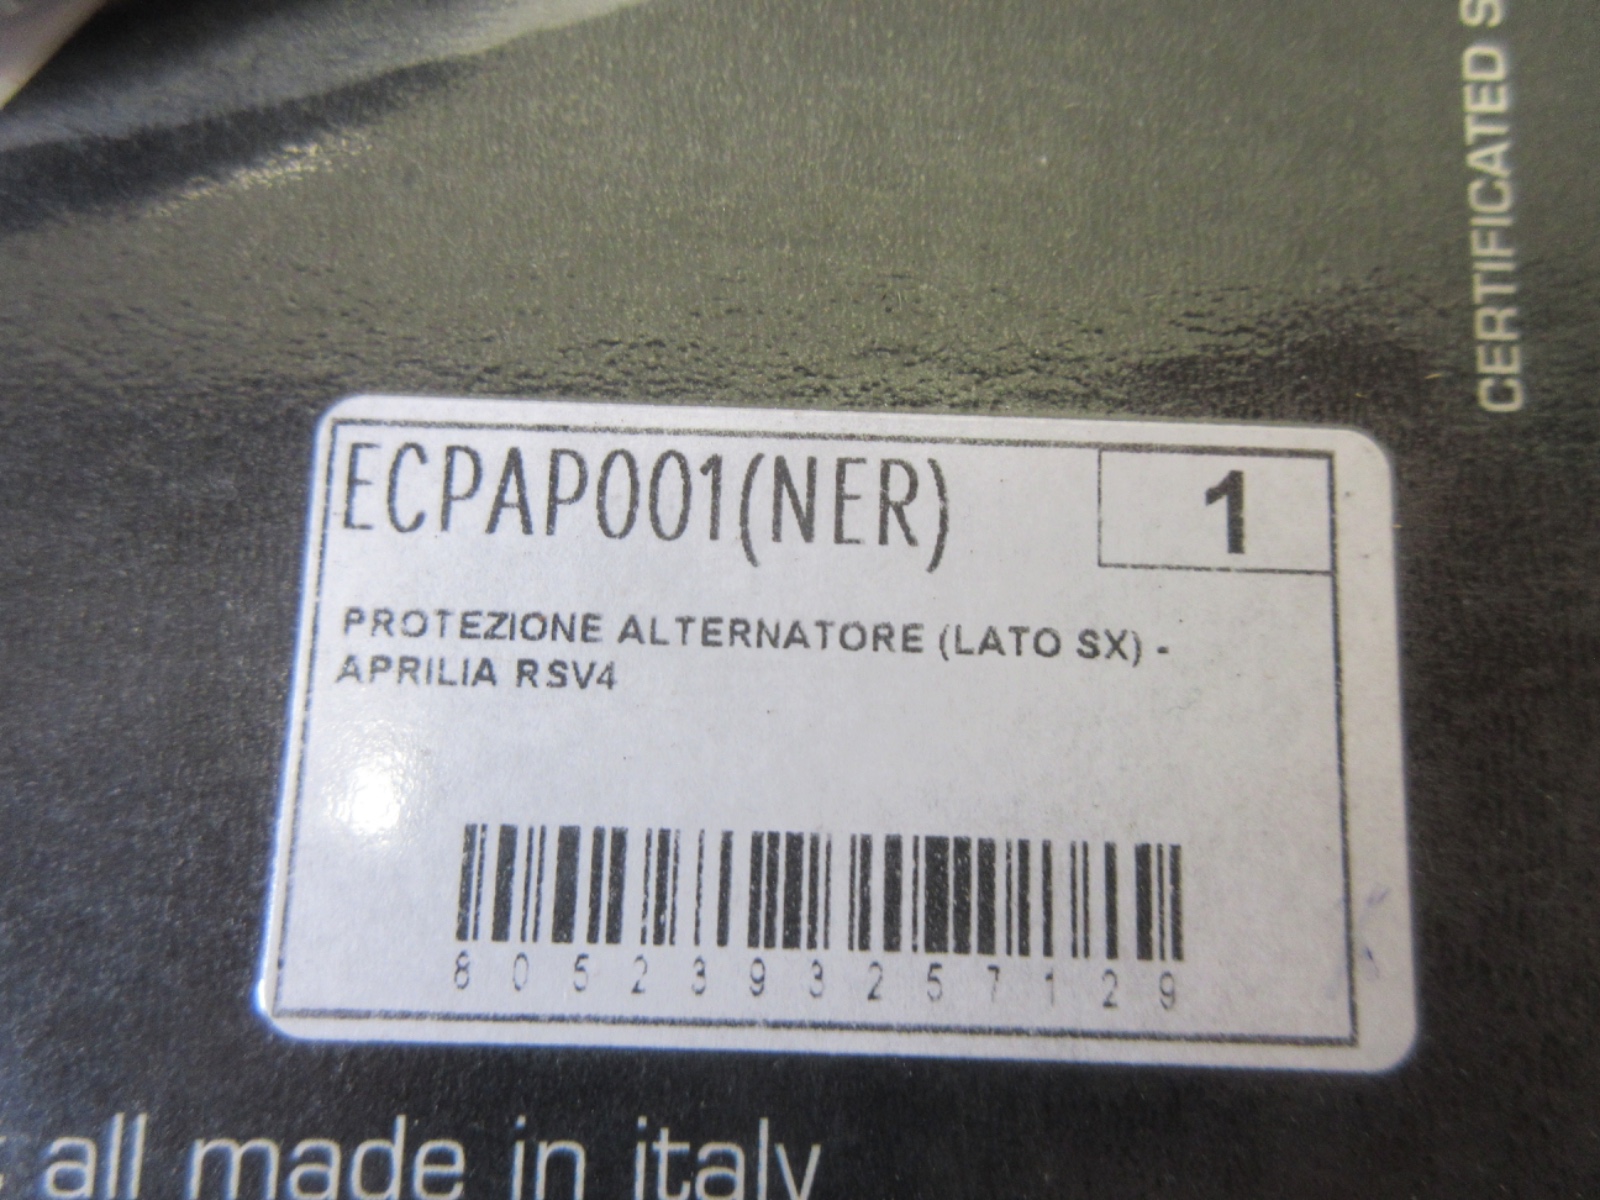 CERTIFICATED S
ECPAP001(NER)
1
PROTEZIONE ALTERNATORE (LATO SX) -
APRILIA RSV4
8052393257129
all made in italy